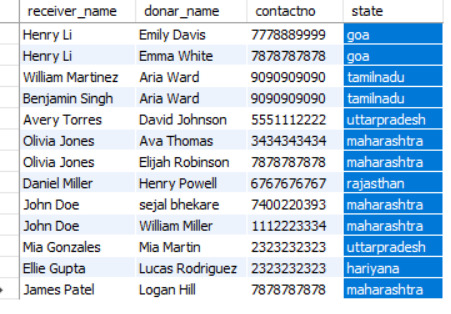 receiver_name donar_name contactno state
Henry Li Emily Davis 7778889999 goa
Henry Li Emma White 7878787878 goa
William Martinez Aria Ward 9090909090 tamilnadu
Benjamin Singh Aria Ward 9090909090 tamilnadu
Avery Torres David Johnson 5551112222 uttarpradesh
Olivia Jones Ava Thomas 3434343434 maharashtra
Olivia Jones Elijah Robinson 7878787878 maharashtra
Daniel Miller Henry Powell 6767676767 rajasthan
John Doe sejal bhekare 7400220393 maharashtra
John Doe William Miller 1112223334 maharashtra
Mia Gonzales Mia Martin 2323232323 uttarpradesh
Ellie Gupta Lucas Rodriguez 2323232323 hariyana
James Patel Logan Hill 7878787878 maharashtra